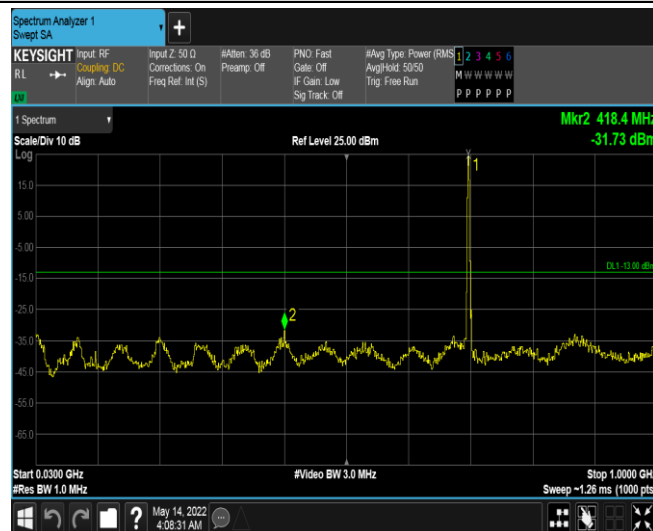 Spectrum Analyzer 1
Swept SA
+
KEYSIGHT
RL
Input: RF
Coupling: DC
Align: Auto
Input Z: 50 Ω
Corrections: On
Freq Ref: Int (S)
#Atten: 36 dB
Preamp: Off
PNO: Fast
Gate: Off
IF Gain: Low
Sig Track: Off
#Avg Type: Power (RMS
Avg|Hold: 50/50
Trig: Free Run
1 2 3 4 5 6
M W W W W W
P P P P P P
1 Spectrum
Mkr2 418.4 MHz
Scale/Div 10 dB
Ref Level 25.00 dBm
-31.73 dBm
Log
1
15.0
5.00
-5.00
DL1 -13.00 dBm
-15.0
-25.0
2
-35.0
-45.0
-55.0
-65.0
Start 0.0300 GHz
#Video BW 3.0 MHz
Stop 1.0000 GHz
#Res BW 1.0 MHz
Sweep ~1.26 ms (1000 pts)
?
May 14, 2022
4:08:31 AM